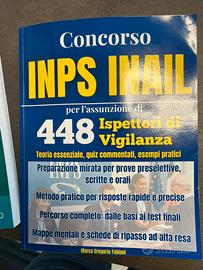 Concorso
INPS INAIL
per l'assunzione di
448 Ispettori di
Vigilanza
Teoria essenziale, quiz commentati, esempi pratici
Preparazione mirata per prove preselettive,
scritte e orali
Metodo pratico per risposte rapide e precise
Percorso completo: dalle basi ai test finali
Mappe mentali e schede di ripasso ad alta resa
Marco Gregorio Fabiani